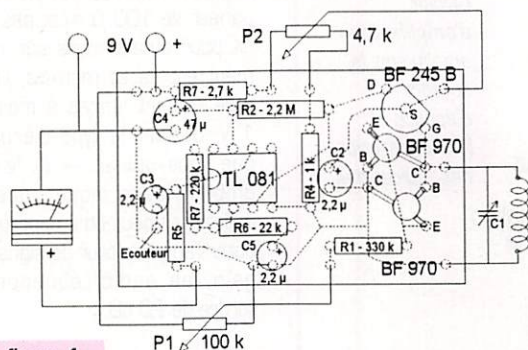 9 V +
P2
4,7 k
BF 245 B
R7 - 2,7 k
D
C4
R2 - 2,2 M
S
47 µ
E
G
BF 970
R7 - 220 k
TL 081
R4 - 1 k
C2
B
C
C3
C
B
C1
2,2 µ
2,2 µ
R5
R6 - 22 k
E
Ecouteur
C5
R1 - 330 k
+
2,2 µ
BF 970
P1
100 k